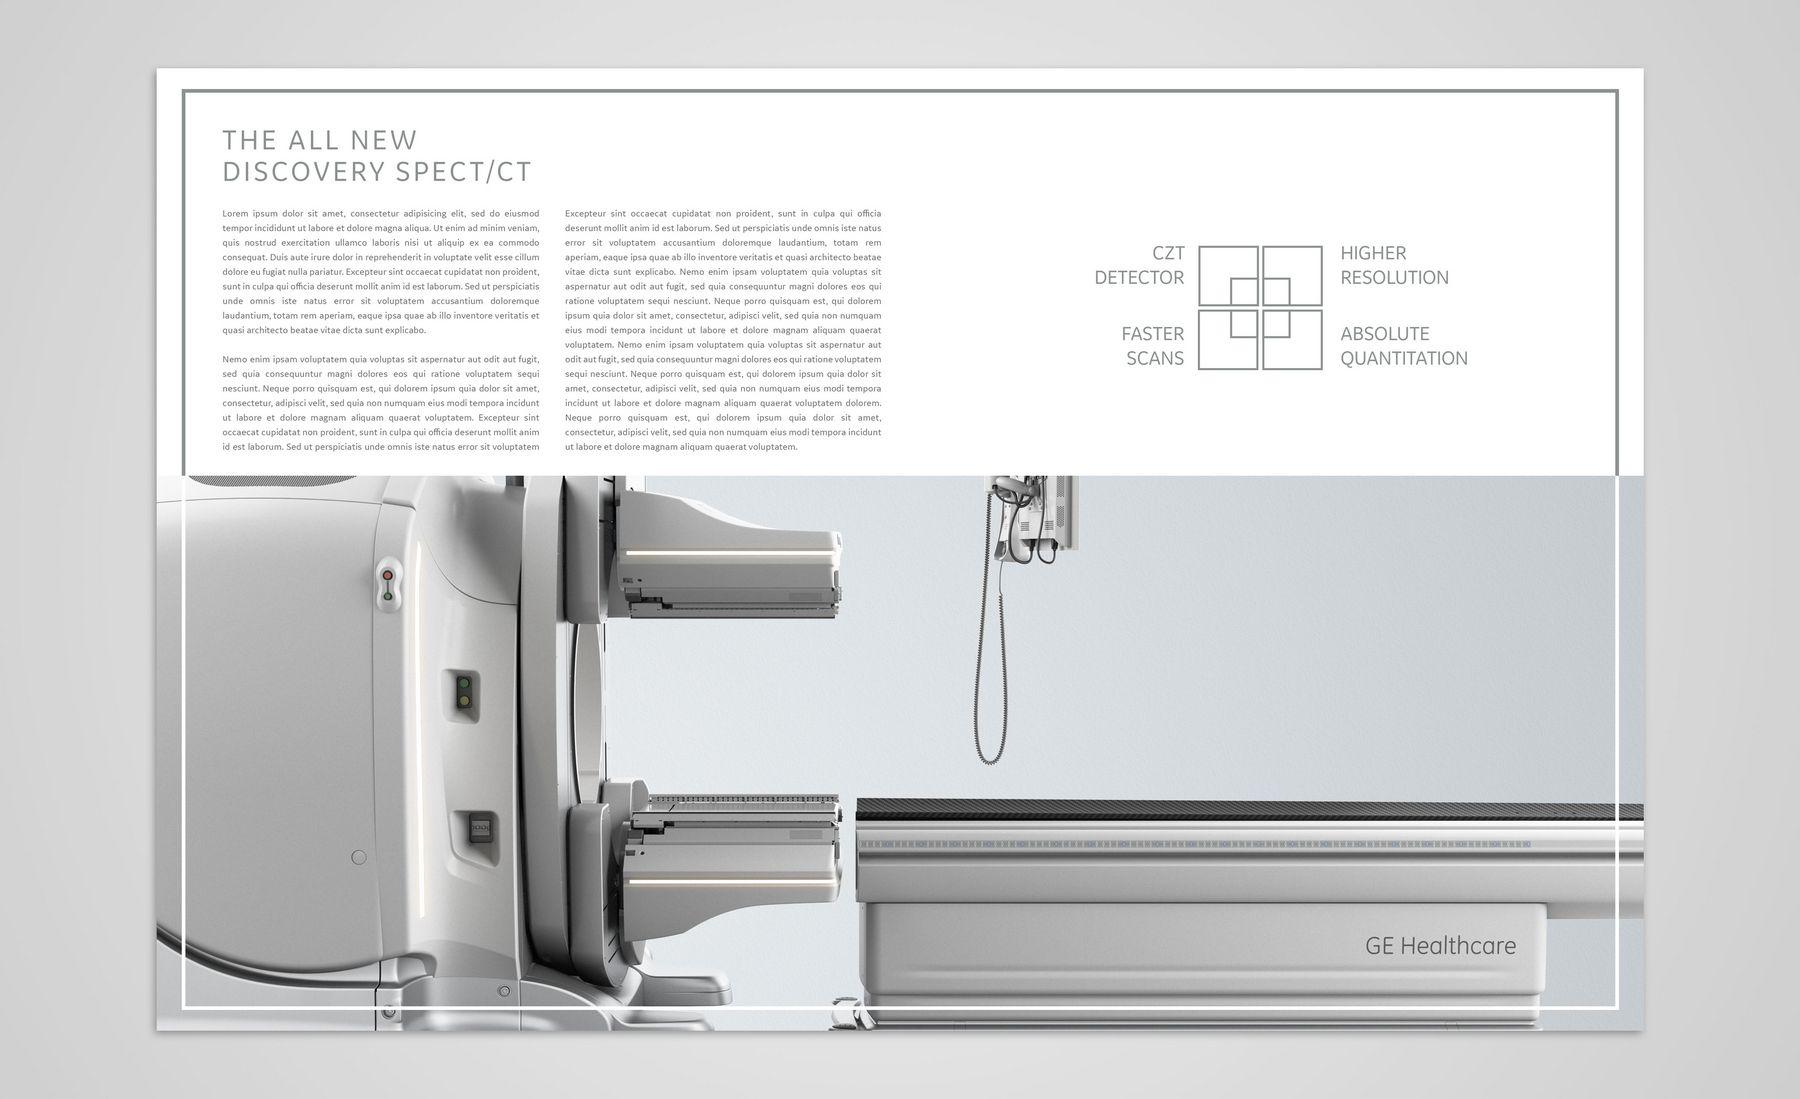 THE ALL NEW
DISCOVERY SPECT/CT
Lorem ipsum dolor sit amet, consectetur adipisicing elit, sed do eiusmod
tempor incididunt ut labore et dolore magna aliqua. Ut enim ad minim veniam,
quis nostrud exercitation ullamco laboris nisi ut aliquip ex ea commodo
consequat. Duis aute irure dolor in reprehenderit in voluptate velit esse cillum
dolore eu fugiat nulla pariatur. Excepteur sint occaecat cupidatat non proident,
sunt in culpa qui officia deserunt mollit anim id est laborum. Sed ut perspiciatis
unde omnis iste natus error sit voluptatem accusantium doloremque
laudantium, totam rem aperiam, eaque ipsa quae ab illo inventore veritatis et
quasi architecto beatae vitae dicta sunt explicabo.
Nemo enim ipsam voluptatem quia voluptas sit aspernatur aut odit aut fugit,
sed quia consequuntur magni dolores eos qui ratione voluptatem sequi
nesciunt. Neque porro quisquam est, qui dolorem ipsum quia dolor sit amet,
consectetur, adipisci velit, sed quia non numquam eius modi tempora incidunt
ut labore et dolore magnam aliquam quaerat voluptatem. Excepteur sint
occaecat cupidatat non proident, sunt in culpa qui officia deserunt mollit anim
id est laborum. Sed ut perspiciatis unde omnis iste natus error sit voluptatem
Excepteur sint occaecat cupidatat non proident, sunt in culpa qui officia
deserunt mollit anim id est laborum. Sed ut perspiciatis unde omnis iste natus
error sit voluptatem accusantium doloremque laudantium, totam rem
aperiam, eaque ipsa quae ab illo inventore veritatis et quasi architecto beatae
vitae dicta sunt explicabo. Nemo enim ipsam voluptatem quia voluptas sit
aspernatur aut odit aut fugit, sed quia consequuntur magni dolores eos qui
ratione voluptatem sequi nesciunt. Neque porro quisquam est, qui dolorem
ipsum quia dolor sit amet, consectetur, adipisci velit, sed quia non numquam
eius modi tempora incidunt ut labore et dolore magnam aliquam quaerat
voluptatem. Nemo enim ipsam voluptatem quia voluptas sit aspernatur aut
odit aut fugit, sed quia consequuntur magni dolores eos qui ratione voluptatem
sequi nesciunt. Neque porro quisquam est, qui dolorem ipsum quia dolor sit
amet, consectetur, adipisci velit, sed quia non numquam eius modi tempora
incidunt ut labore et dolore magnam aliquam quaerat voluptatem dolorem.
Neque porro quisquam est, qui dolorem ipsum quia dolor sit amet,
consectetur, adipisci velit, sed quia non numquam eius modi tempora incidunt
ut labore et dolore magnam aliquam quaerat voluptatem.
CZT
DETECTOR
HIGHER
RESOLUTION
FASTER
SCANS
ABSOLUTE
QUANTITATION
GE Healthcare